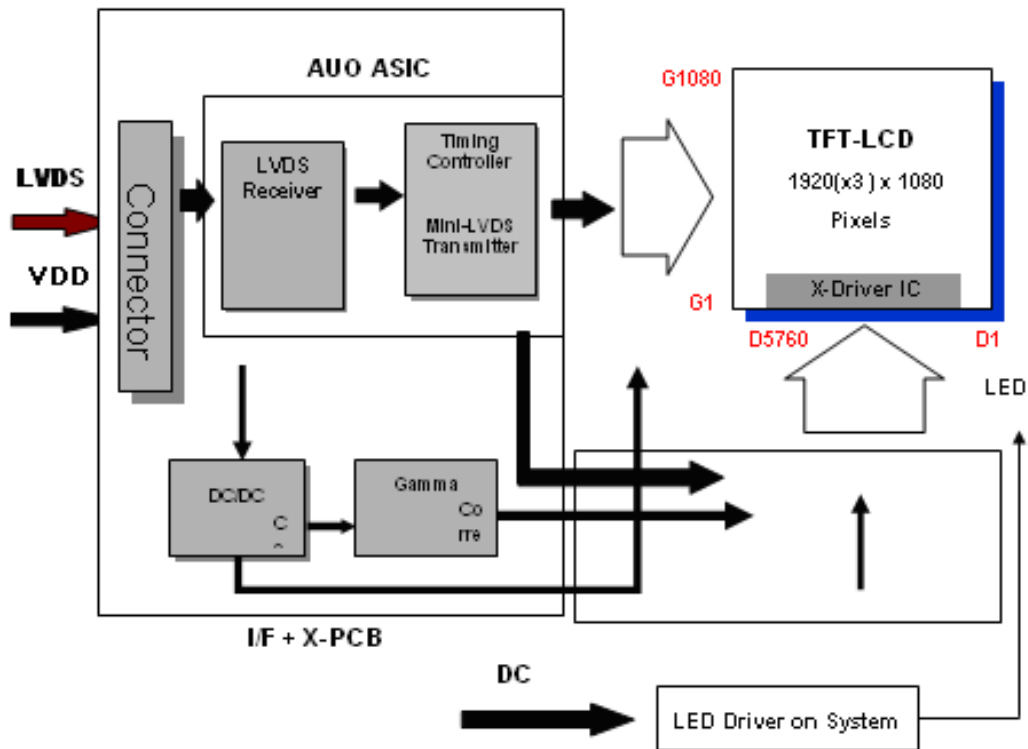 AUO ASIC
G1080
Timing
Controller
TFT-LCD
LVDS
Receiver
LVDS
1920(x3) x 1080
Connector
Mini-LVDS
Transmitter
Pixels
VDD
X-Driver IC
G1
D5760
D1
LED
DC/DC
C
Gamma
Co
rre
I/F + X-PCB
DC
LED Driver on System